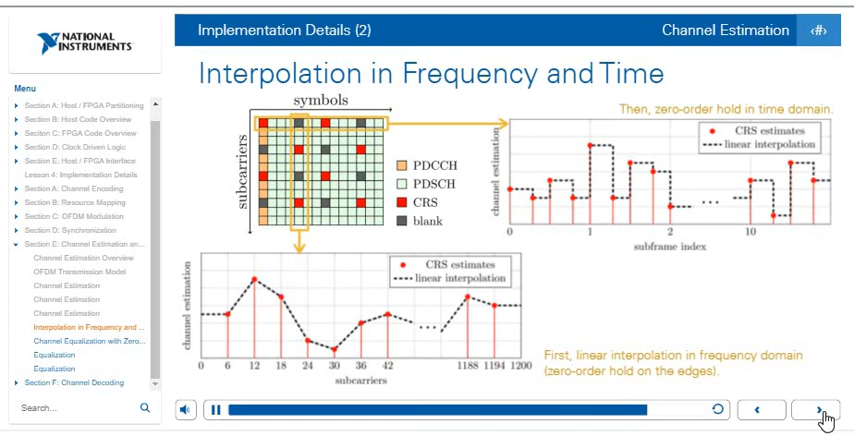 NATIONAL
INSTRUMENTS
Implementation Details (2)
Channel Estimation
‹#›
Menu
Section A: Host / FPGA Partitioning
Section B: Host Code Overview
Section C: FPGA Code Overview
Section D: Clock Driven Logic
Section E: Host / FPGA Interface
Lesson 4: Implementation Details
Section A: Channel Encoding
Section B: Resource Mapping
Section C: OFDM Modulation
Section D: Synchronization
Section E: Channel Estimation an...
Channel Estimation Overview
OFDM Transmission Model
Channel Estimation
Channel Estimation
Channel Estimation
Interpolation in Frequency and ...
Channel Equalization with Zero...
Equalization
Equalization
Section F: Channel Decoding
Search...
Interpolation in Frequency and Time
symbols
subcarriers
PDCCH
PDSCH
CRS
blank
Then, zero-order hold in time domain.
channel estimation
CRS estimates
linear interpolation
0 1 2 10
subframe index
channel estimation
CRS estimates
linear interpolation
0 6 12 18 24 30 36 42 1188 1194 1200
subcarriers
First, linear interpolation in frequency domain
(zero-order hold on the edges).